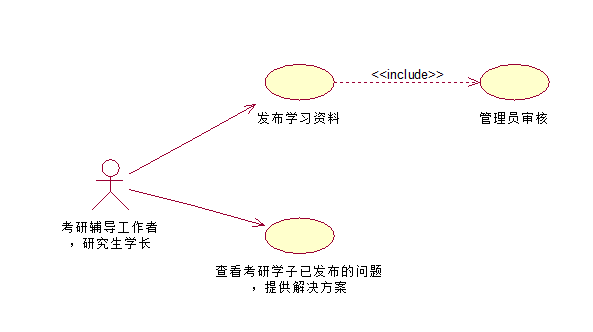 <<include>>
发布学习资料
管理员审核
考研辅导工作者
，研究生学长
查看考研学子已发布的问题
，提供解决方案